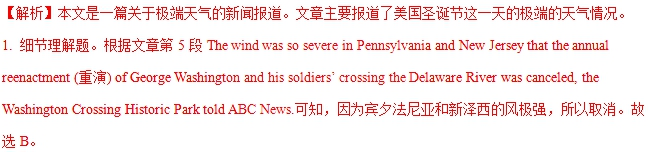 【解析】本文是一篇关于极端天气的新闻报道。文章主要报道了美国圣诞节这一天的极端的天气情况。
1. 细节理解题。根据文章第 5 段 The wind was so severe in Pennsylvania and New Jersey that the annual
reenactment (重演) of George Washington and his soldiers’ crossing the Delaware River was canceled, the
Washington Crossing Historic Park told ABC News.可知，因为宾夕法尼亚和新泽西的风极强，所以取消。故
选 B。